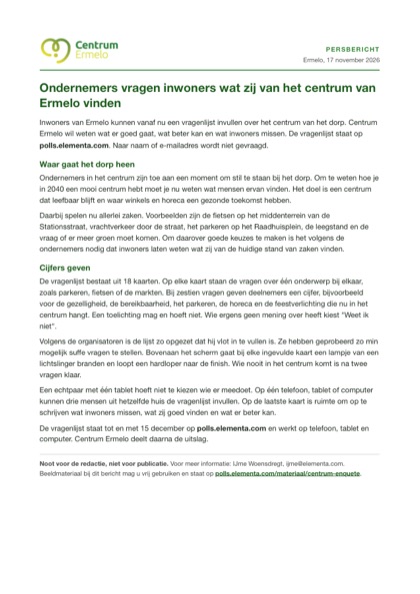 Centrum
Ermelo
PERSBERICHT
Ermelo, 17 november 2026
Ondernemers vragen inwoners wat zij van het centrum van
Ermelo vinden
Inwoners van Ermelo kunnen vanaf nu een vragenlijst invullen over het centrum van het dorp. Centrum
Ermelo wil weten wat er goed gaat, wat beter kan en wat inwoners missen. De vragenlijst staat op
polls.elementa.com. Naar naam of e-mailadres wordt niet gevraagd.
Waar gaat het dorp heen
Ondernemers in het centrum zijn toe aan een moment om stil te staan bij het dorp. Om te weten hoe je
in 2040 een mooi centrum hebt moet je nu weten wat mensen ervan vinden. Het doel is een centrum
dat leefbaar blijft en waar winkels en horeca een gezonde toekomst hebben.
Daarbij spelen nu allerlei zaken. Voorbeelden zijn de fietsen op het middenterrein van de
Stationsstraat, vrachtverkeer door de straat, het parkeren op het Raadhuisplein, de leegstand en de
vraag of er meer groen moet komen. Om daarover goede keuzes te maken is het volgens de
ondernemers nodig dat inwoners laten weten wat zij van de huidige stand van zaken vinden.
Cijfers geven
De vragenlijst bestaat uit 18 kaarten. Op elke kaart staan de vragen over één onderwerp bij elkaar,
zoals parkeren, fietsen of de markten. Bij zestien vragen geven deelnemers een cijfer, bijvoorbeeld
voor de gezelligheid, de bereikbaarheid, het parkeren, de horeca en de feestverlichting die nu in het
centrum hangt. Een toelichting mag en hoeft niet. Wie ergens geen mening over heeft kiest "Weet ik
niet".
Volgens de organisatoren is de lijst zo opgezet dat hij vlot in te vullen is. Ze hebben geprobeerd zo min
mogelijk suffe vragen te stellen. Bovenaan het scherm gaat bij elke ingevulde kaart een lampje van een
lichtslinger branden en loopt een hardloper naar de finish. Wie nooit in het centrum komt is na twee
vragen klaar.
Een echtpaar met één tablet hoeft niet te kiezen wie er meedoet. Op één telefoon, tablet of computer
kunnen drie mensen uit hetzelfde huis de vragenlijst invullen. Op de laatste kaart is ruimte om op te
schrijven wat inwoners missen, wat zij goed vinden en wat er beter kan.
De vragenlijst staat tot en met 15 december op polls.elementa.com en werkt op telefoon, tablet en
computer. Centrum Ermelo deelt daarna de uitslag.
Noot voor de redactie, niet voor publicatie. Voor meer informatie: IJme Woensdregt, ijme@elementa.com.
Beeldmateriaal bij dit bericht mag u vrij gebruiken en staat op polls.elementa.com/materiaal/centrum-enquete.